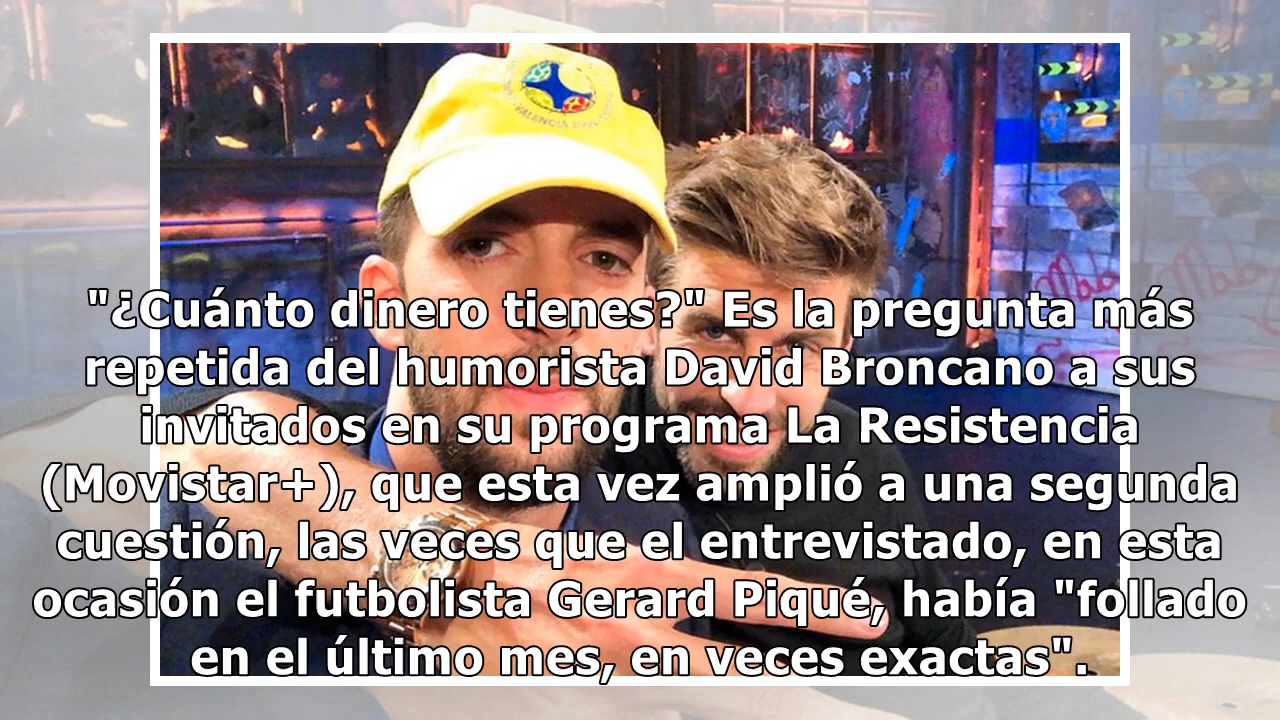 VALENCIA
"¿Cuánto dinero tienes?" Es la pregunta más
repetida del humorista David Broncano a sus
invitados en su programa La Resistencia
(Movistar+), que esta vez amplió a una segunda
cuestión, las veces que el entrevistado, en esta
ocasión el futbolista Gerard Piqué, había "follado
en el último mes, en veces exactas".